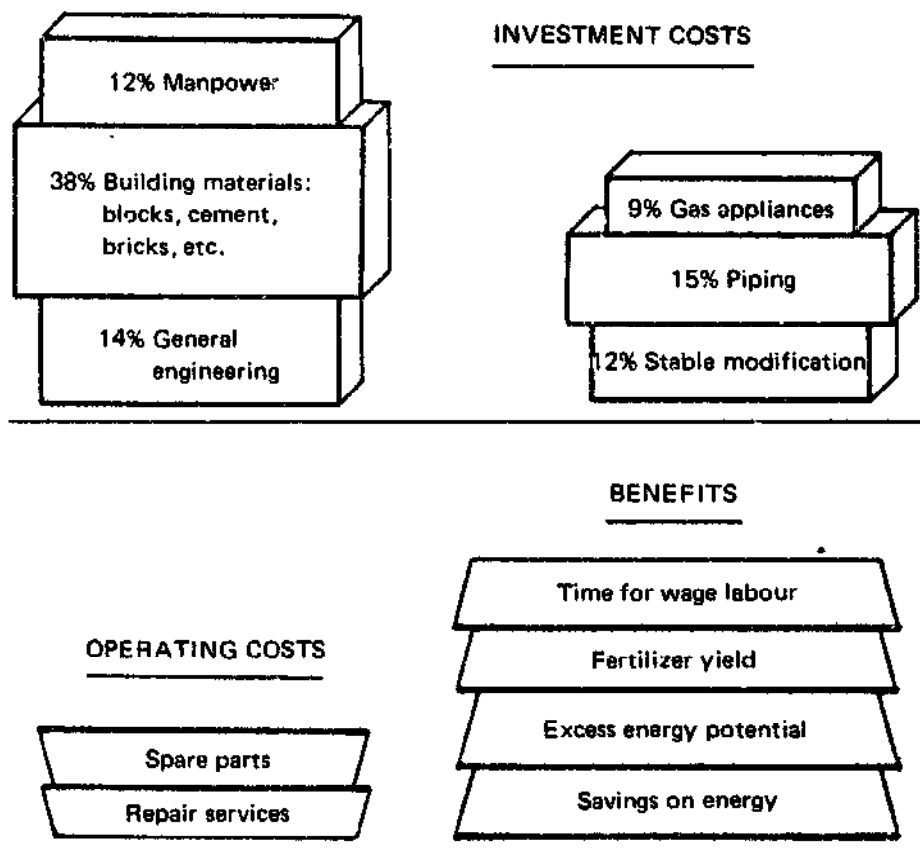 INVESTMENT COSTS
12% Manpower
38% Building materials:
blocks, cement,
bricks, etc.
14% General
engineering
9% Gas appliances
15% Piping
12% Stable modification
BENEFITS
Time for wage labour
Fertilizer yield
Excess energy potential
Savings on energy
OPERATING COSTS
Spare parts
Repair services